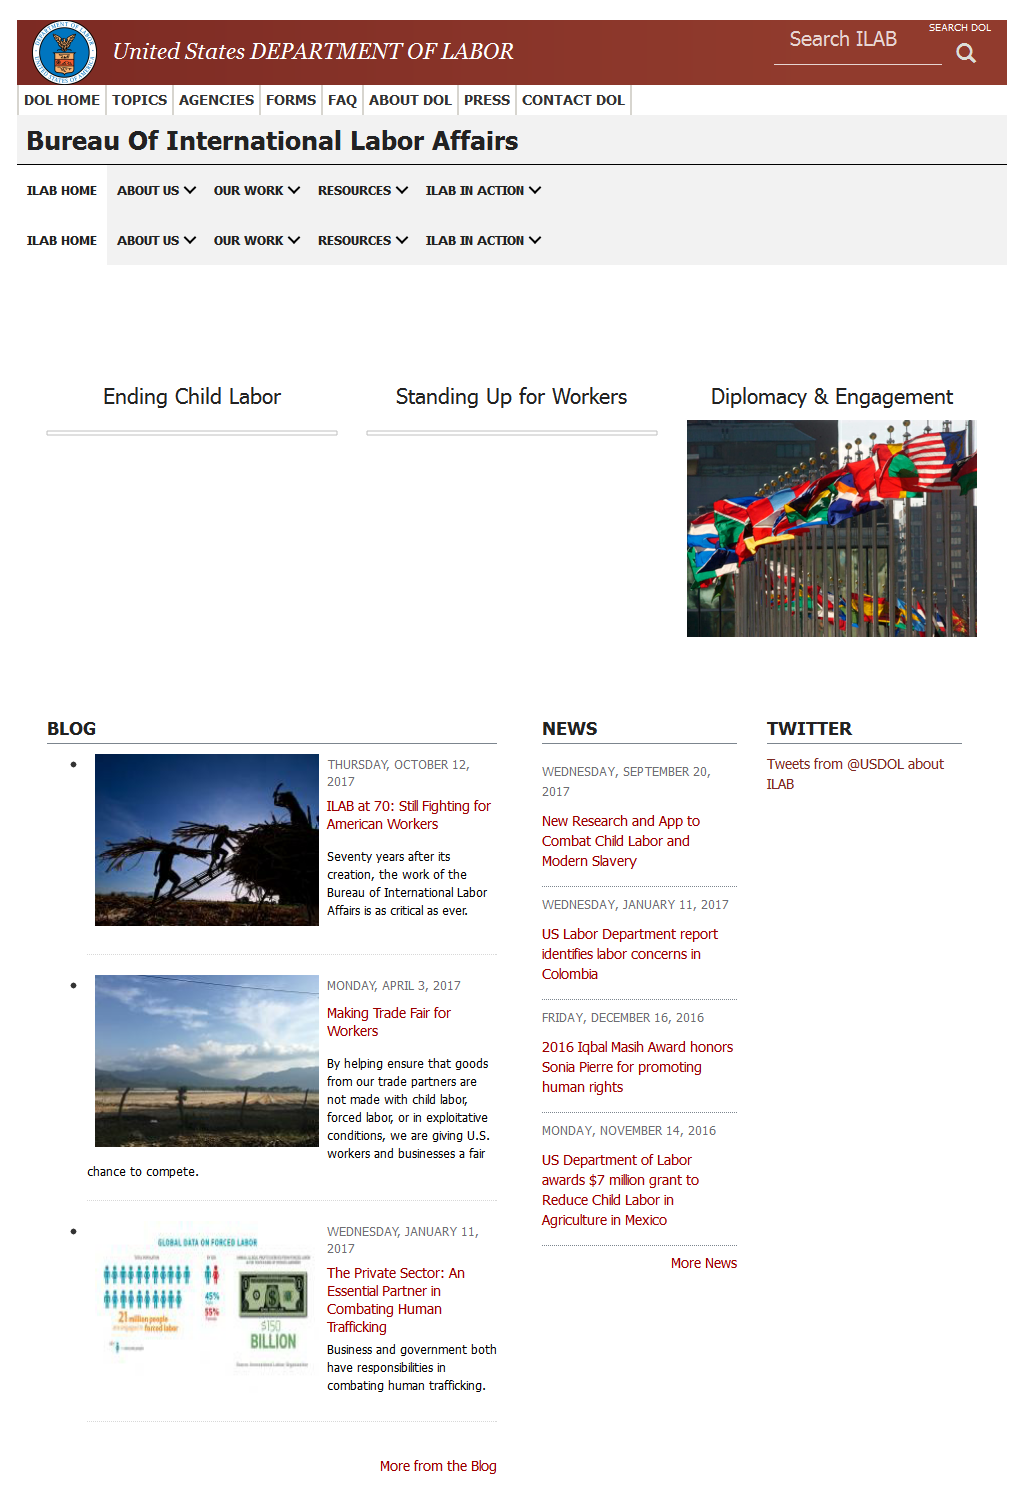 United States DEPARTMENT OF LABOR
Search ILAB
SEARCH DOL
DOL HOME
TOPICS
AGENCIES
FORMS
FAQ
ABOUT DOL
PRESS
CONTACT DOL
Bureau Of International Labor Affairs
ILAB HOME
ABOUT US
OUR WORK
RESOURCES
ILAB IN ACTION
ILAB HOME
ABOUT US
OUR WORK
RESOURCES
ILAB IN ACTION
Ending Child Labor
Standing Up for Workers
Diplomacy & Engagement
BLOG
THURSDAY, OCTOBER 12,
2017
ILAB at 70: Still Fighting for
American Workers
Seventy years after its
creation, the work of the
Bureau of International Labor
Affairs is as critical as ever.
MONDAY, APRIL 3, 2017
Making Trade Fair for
Workers
By helping ensure that goods
from our trade partners are
not made with child labor,
forced labor, or in exploitative
conditions, we are giving U.S.
workers and businesses a fair
chance to compete.
GLOBAL DATA ON FORCED LABOR
45%
55%
21 million people
forced labor
$150
BILLION
WEDNESDAY, JANUARY 11,
2017
The Private Sector: An
Essential Partner in
Combating Human
Trafficking
Business and government both
have responsibilities in
combating human trafficking.
More from the Blog
NEWS
WEDNESDAY, SEPTEMBER 20,
2017
New Research and App to
Combat Child Labor and
Modern Slavery
WEDNESDAY, JANUARY 11, 2017
US Labor Department report
identifies labor concerns in
Colombia
FRIDAY, DECEMBER 16, 2016
2016 Iqbal Masih Award honors
Sonia Pierre for promoting
human rights
MONDAY, NOVEMBER 14, 2016
US Department of Labor
awards $7 million grant to
Reduce Child Labor in
Agriculture in Mexico
More News
TWITTER
Tweets from @USDOL about
ILAB